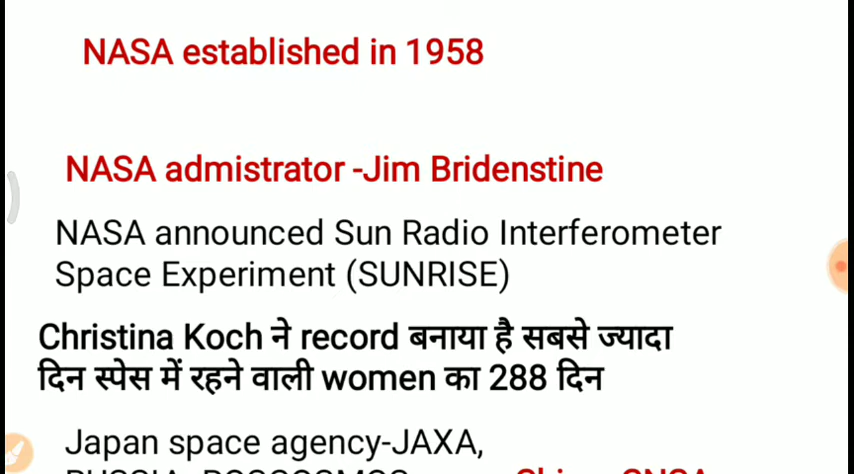 NASA established in 1958
NASA admistrator -Jim Bridenstine
NASA announced Sun Radio Interferometer
Space Experiment (SUNRISE)
Christina Koch ने record बनाया है सबसे ज्यादा
दिन स्पेस में रहने वाली women का 288 दिन
Japan space agency-JAXA,